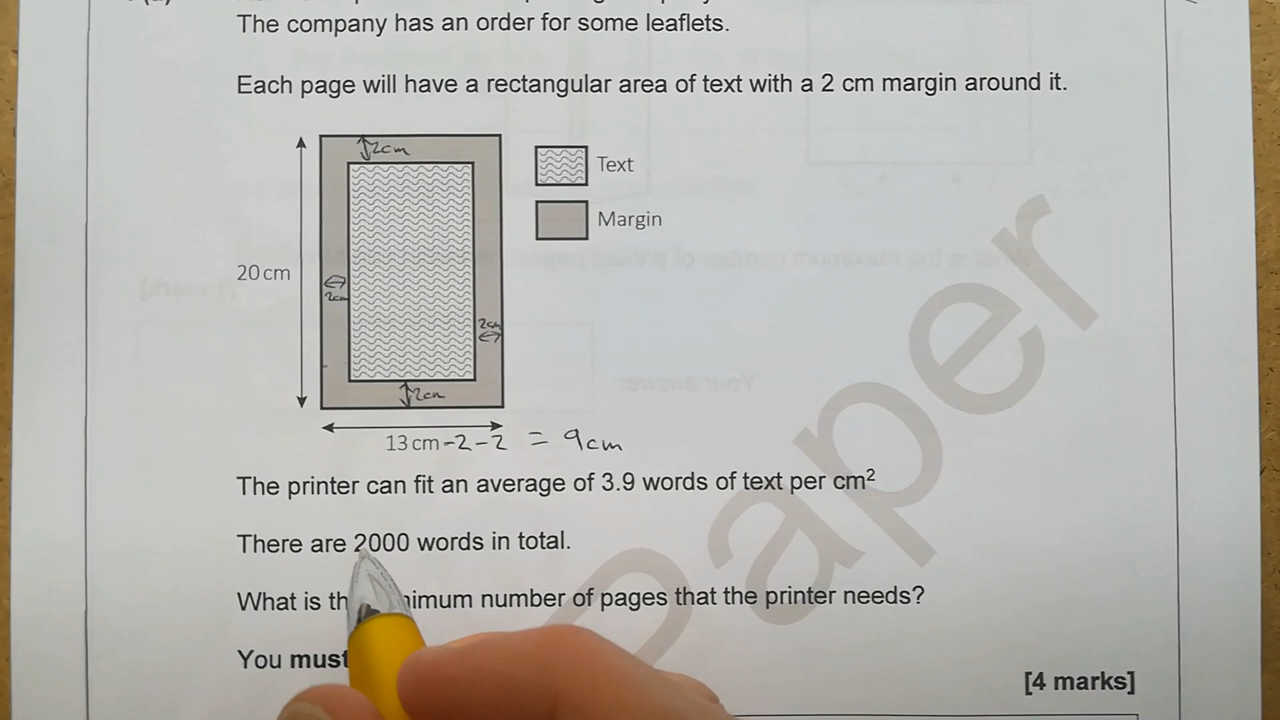 The company has an order for some leaflets.
Each page will have a rectangular area of text with a 2 cm margin around it.
2cm
Text
Margin
20 cm
2cm
2cm
2cm
13 cm -2-2 = 9cm
The printer can fit an average of 3.9 words of text per cm²
There are 2000 words in total.
What is th nimum number of pages that the printer needs?
You must
[4 marks]
Paper